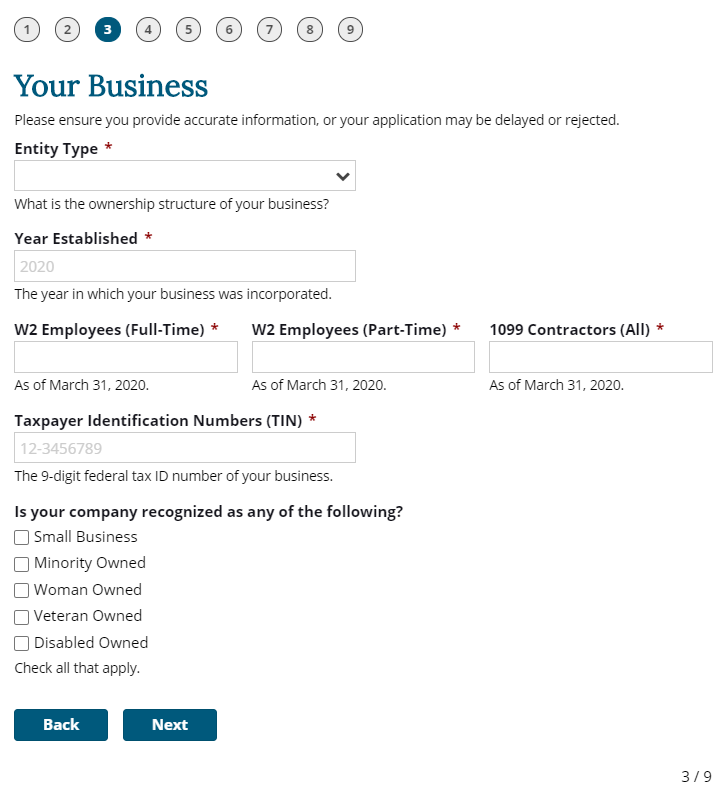 1 2 3 4 5 6 7 8 9
Your Business
Please ensure you provide accurate information, or your application may be delayed or rejected.
Entity Type *
What is the ownership structure of your business?
Year Established *
2020
The year in which your business was incorporated.
W2 Employees (Full-Time) * W2 Employees (Part-Time) * 1099 Contractors (All) *
As of March 31, 2020. As of March 31, 2020. As of March 31, 2020.
Taxpayer Identification Numbers (TIN) *
12-3456789
The 9-digit federal tax ID number of your business.
Is your company recognized as any of the following?
Small Business
Minority Owned
Woman Owned
Veteran Owned
Disabled Owned
Check all that apply.
Back Next
3 / 9